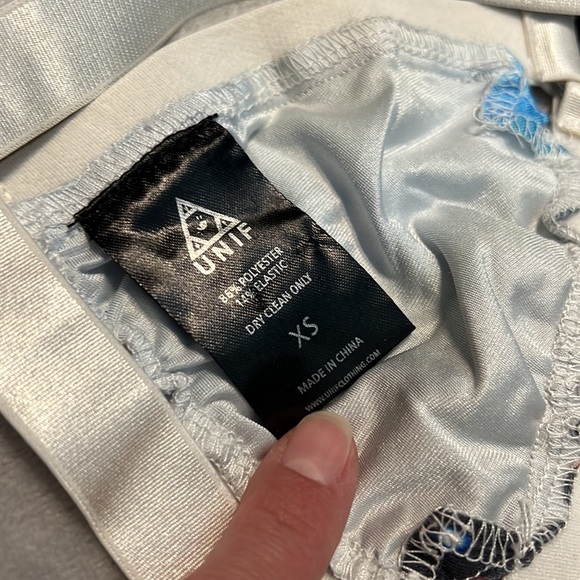 UNIF
86% POLYESTER
14% ELASTIC
DRY CLEAN ONLY
XS
MADE IN CHINA
WWW.UNIFCLOTHING.COM